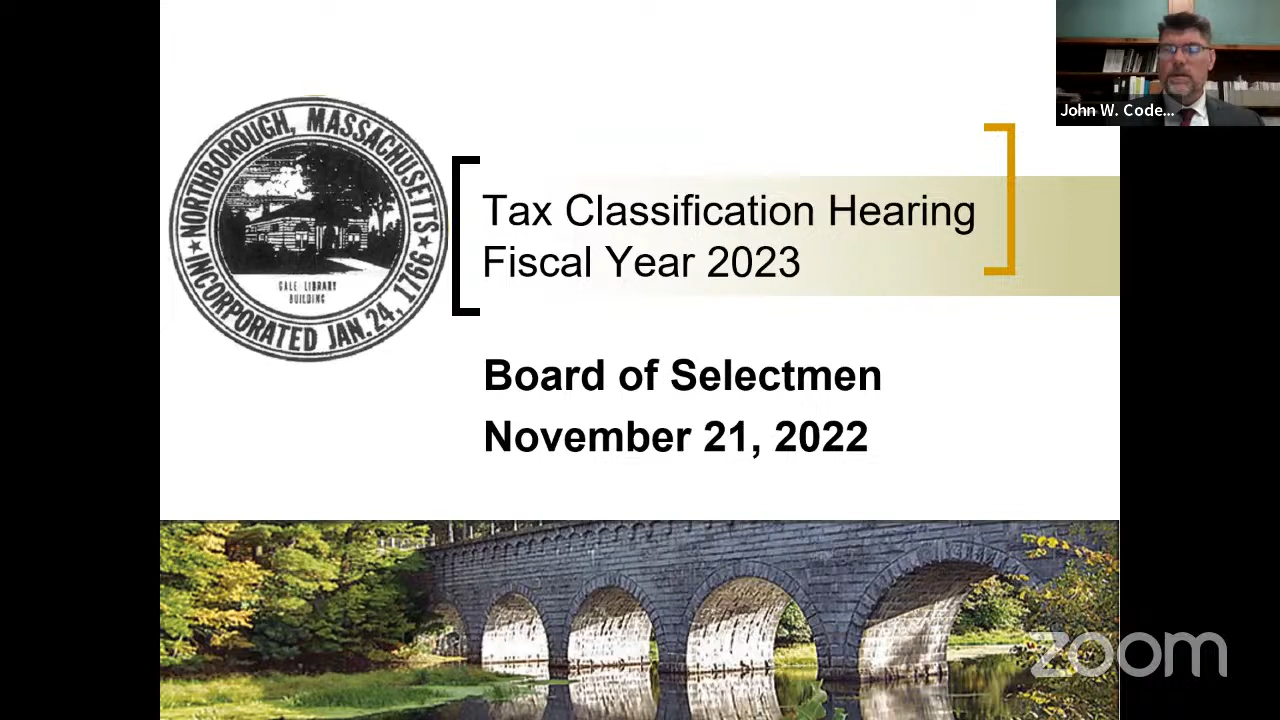 John W. Code...
NORTHBOROUGH, MASSACHUSETTS
GALE LIBRARY
BUILDING
★ INCORPORATED JAN. 24, 1766 ★
Tax Classification Hearing
Fiscal Year 2023
Board of Selectmen
November 21, 2022
zoom